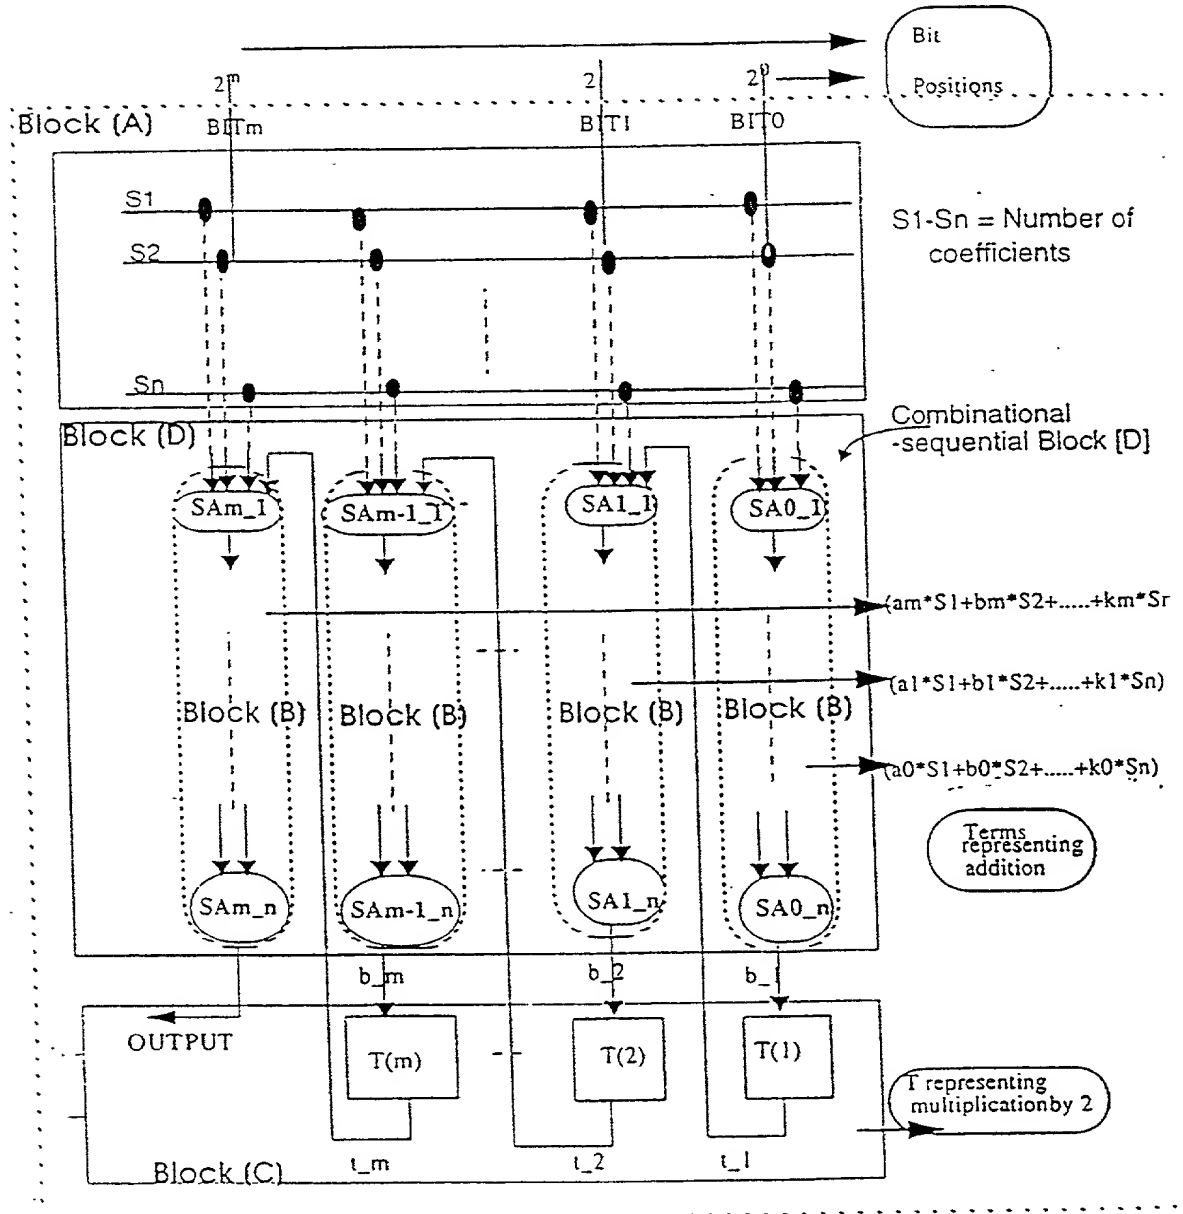 Bit
Positions
2^m
2
2^0
Block (A)
BITm
BIT1
BIT0
S1
S2
Sn
S1-Sn = Number of
coefficients
Block (D)
Combinational
-sequential Block [D]
SAm_1
SAm-1_1
SA1_1
SA0_1
(am*S1+bm*S2+.....+km*Sr
(a1*S1+b1*S2+.....+k1*Sn)
Block (B)
Block (B)
Block (B)
Block (B)
(a0*S1+b0*S2+.....+k0*Sn)
Terms
representing
addition
SAm_n
SAm-1_n
SA1_n
SA0_n
b_m
b_2
b_1
OUTPUT
T(m)
T(2)
T(1)
T representing
multiplicationby 2
t_m
t_2
t_1
Block (C)